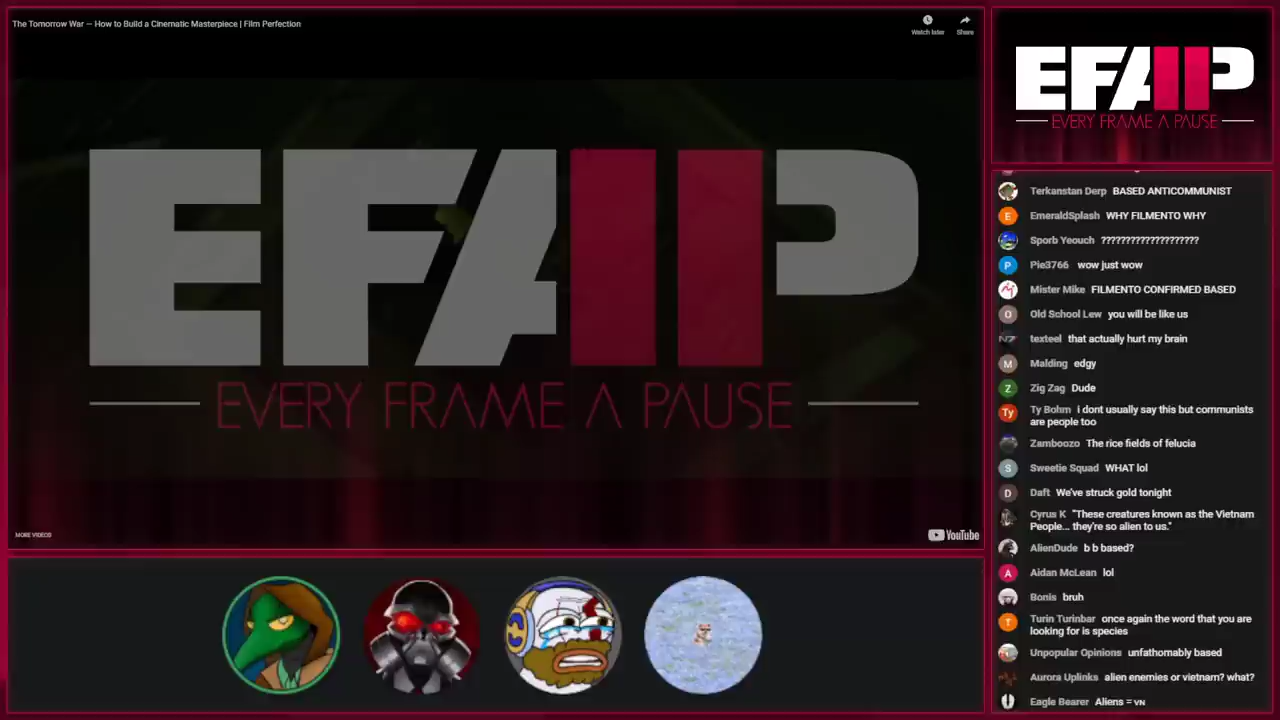 The Tomorrow War – How to Build a Cinematic Masterpiece | Film Perfection
Watch later
Share
EFAP
EVERY FRAME A PAUSE
MORE VIDEOS
YouTube
EFAP
EVERY FRAME A PAUSE
Terkanstan Derp BASED ANTICOMMUNIST
E
EmeraldSplash WHY FILMENTO WHY
Sporb Yeouch ????????????????????
P
Pie3766 wow just wow
Mister Mike FILMENTO CONFIRMED BASED
O
Old School Lew you will be like us
N7
texteel that actually hurt my brain
M
Malding edgy
Z
Zig Zag Dude
Ty
Ty Bohm i dont usually say this but communists
are people too
Zamboozo The rice fields of felucia
S
Sweetie Squad WHAT lol
D
Daft We've struck gold tonight
Cyrus K "These creatures known as the Vietnam
People... they're so alien to us."
AlienDude b b based?
A
Aidan McLean lol
Bonis bruh
T
Turin Turinbar once again the word that you are
looking for is species
Unpopular Opinions unfathomably based
Aurora Uplinks alien enemies or vietnam? what?
Eagle Bearer Aliens = VN